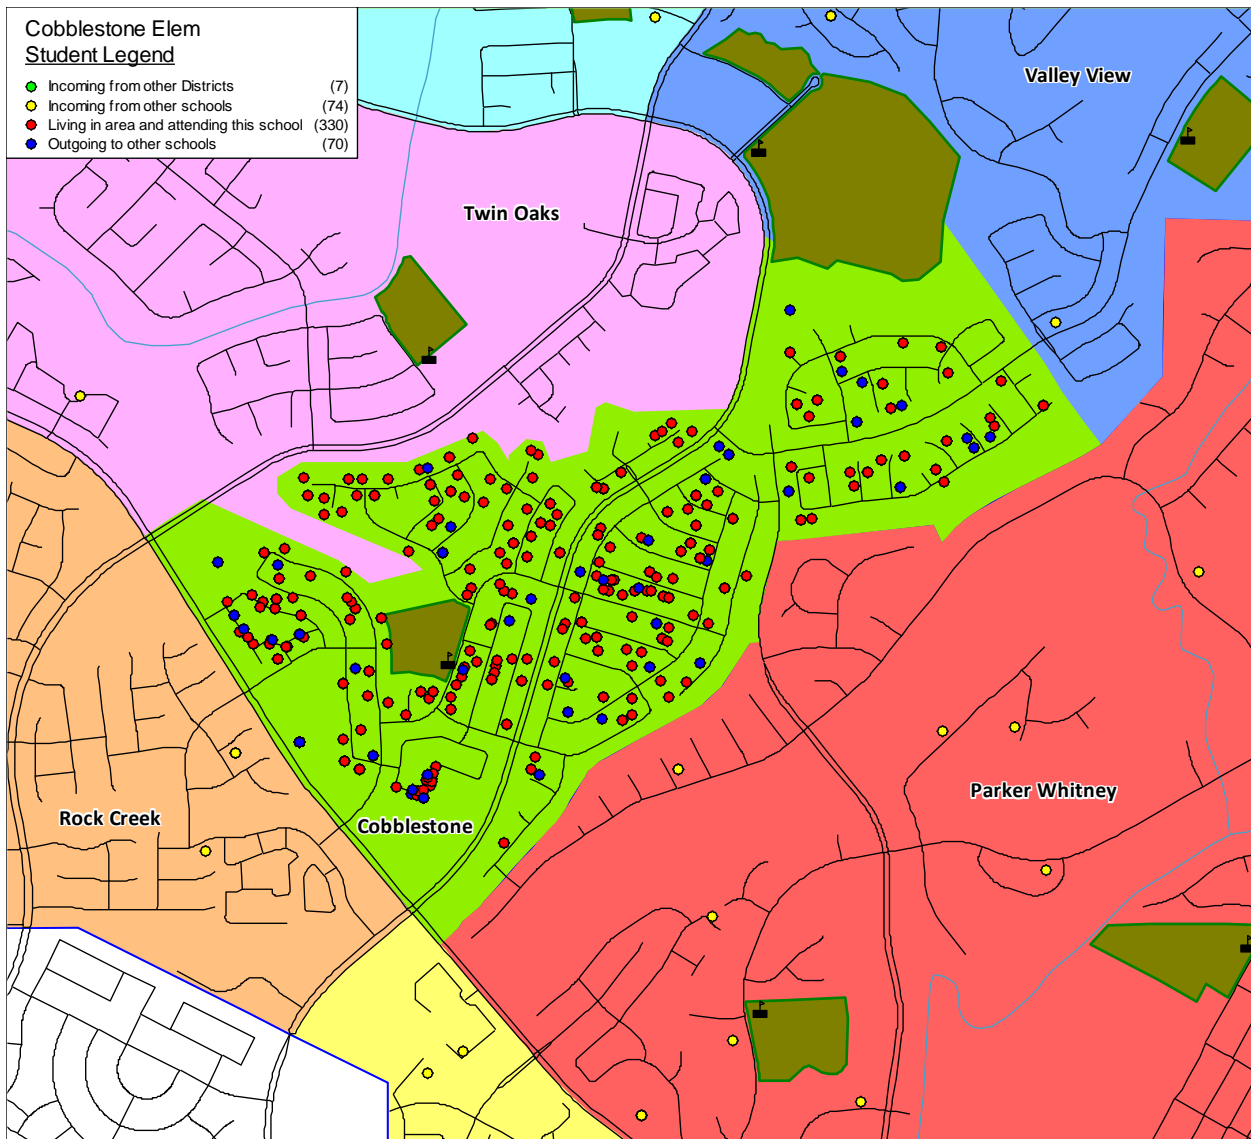 Cobblestone Elem
Student Legend
Incoming from other Districts (7)
Incoming from other schools (74)
Living in area and attending this school (330)
Outgoing to other schools (70)
Valley View
Twin Oaks
Parker Whitney
Rock Creek
Cobblestone